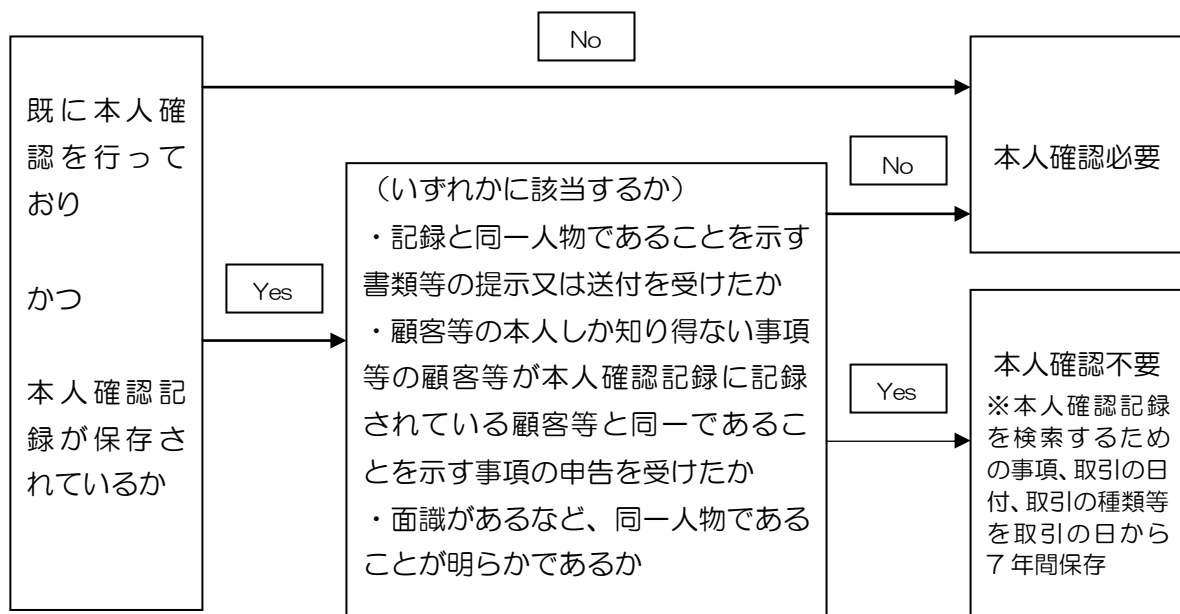 No
既に本人確
認を行って
おり
かつ
本人確認記
録が保存さ
れているか
Yes
（いずれかに該当するか）
・記録と同一人物であることを示す
書類等の提示又は送付を受けたか
・顧客等の本人しか知り得ない事項
等の顧客等が本人確認記録に記録
されている顧客等と同一であるこ
とを示す事項の申告を受けたか
・面識があるなど、同一人物である
ことが明らかであるか
No
本人確認必要
Yes
本人確認不要
※本人確認記録
を検索するため
の事項、取引の日
付、取引の種類等
を取引の日から
７年間保存